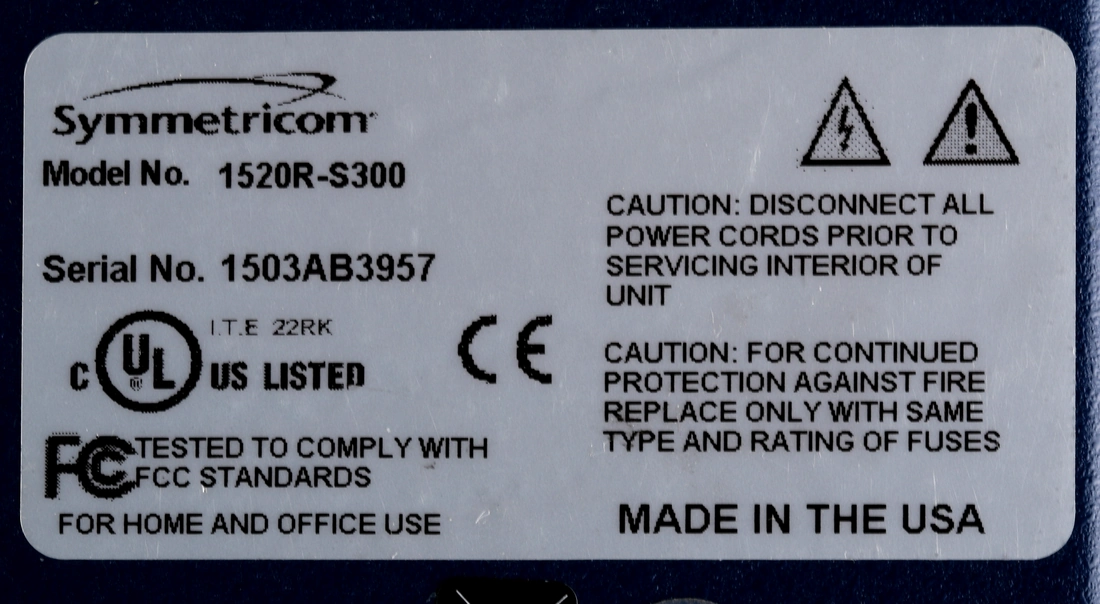 Symmetricom
Model No. 1520R-S300
Serial No. 1503AB3957
I.T.E 22RK
C UL US LISTED
CE
FC TESTED TO COMPLY WITH
FCC STANDARDS
FOR HOME AND OFFICE USE
CAUTION: DISCONNECT ALL
POWER CORDS PRIOR TO
SERVICING INTERIOR OF
UNIT
CAUTION: FOR CONTINUED
PROTECTION AGAINST FIRE
REPLACE ONLY WITH SAME
TYPE AND RATING OF FUSES
MADE IN THE USA